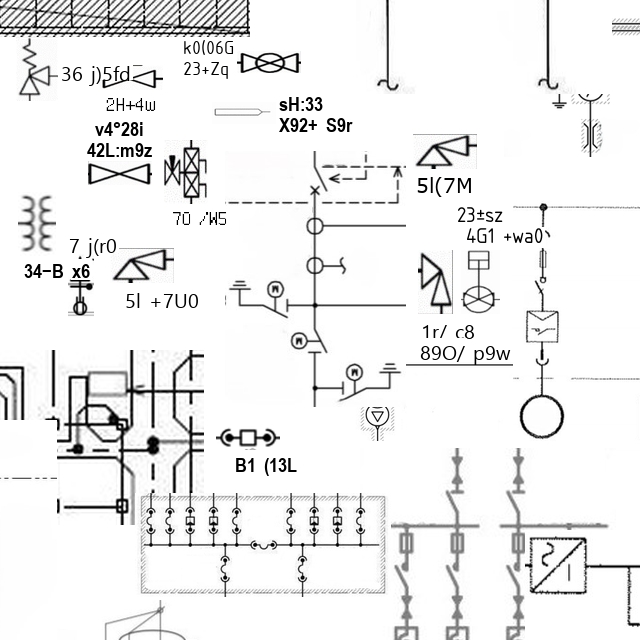 k0(06G
23+Zq
36 j)5fd
2H+4w
sH:33
X92+ S9r
v4°28i
42L:m9z
5l(7M
70 /W5
23±sz
4G1 +wa0
7 j(r0
34−B x6
5l +7U0
1r/ c8
89O/ p9w
M
M
M
B1 (13L